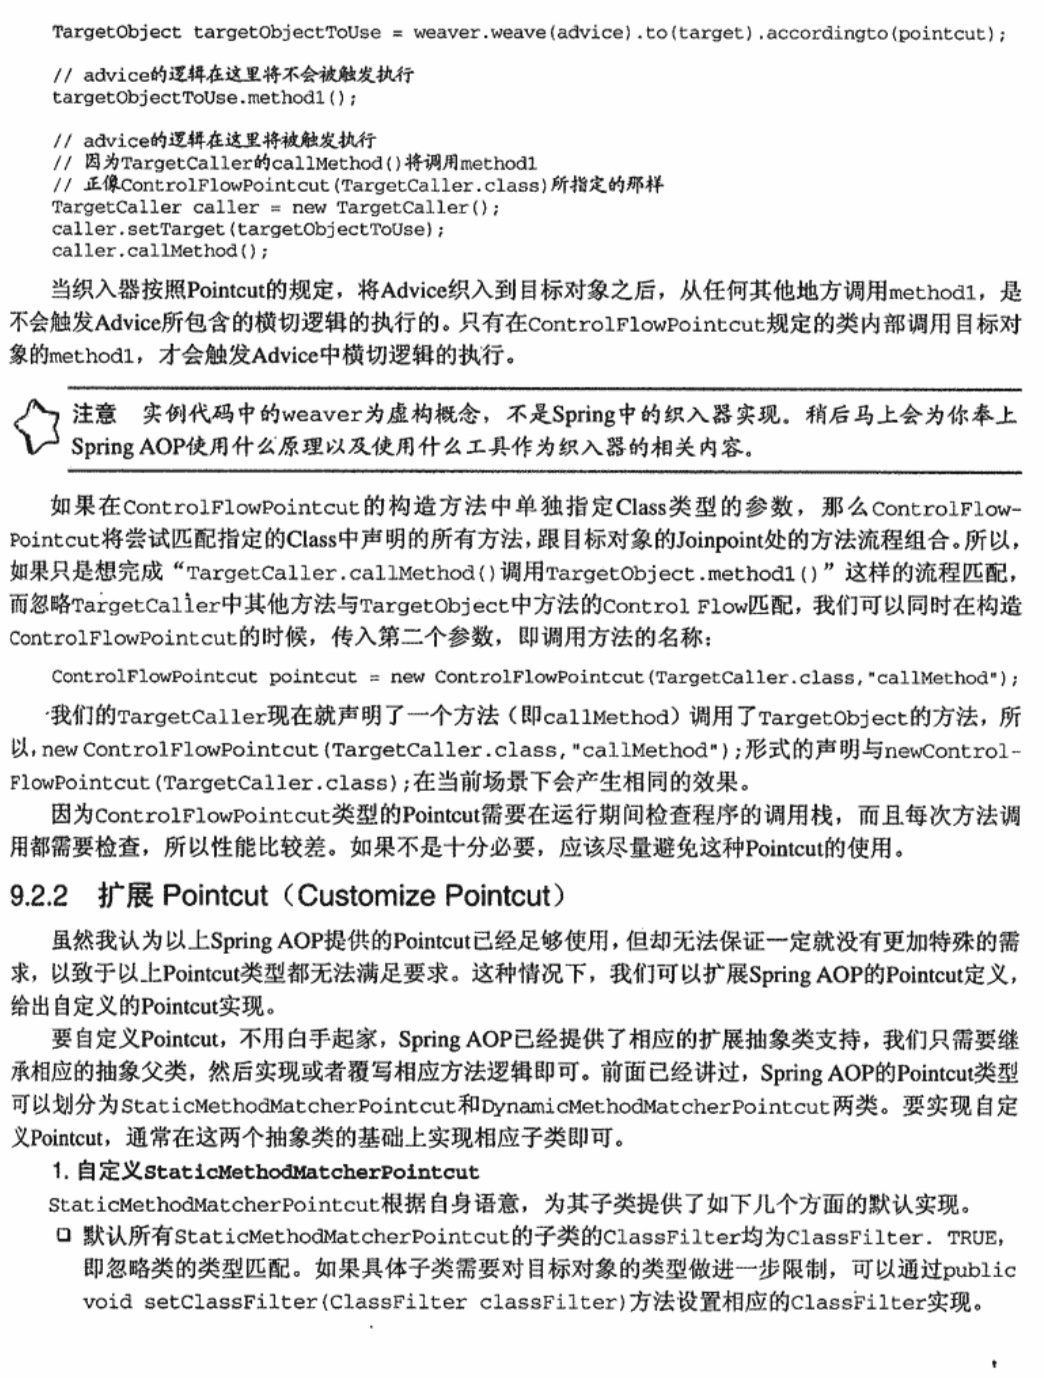 TargetObject targetObjectToUse = weaver.weave(advice).to(target).accordingto(pointcut);
// advice的逻辑在这里将不会被触发执行
targetObjectToUse.method1();
// advice的逻辑在这里将被触发执行
// 因为TargetCaller的callMethod()将调用method1
// 正像ControlFlowPointcut(TargetCaller.class)所指定的那样
TargetCaller caller = new TargetCaller();
caller.setTarget(targetObjectToUse);
caller.callMethod();
当织入器按照Pointcut的规定，将Advice织入到目标对象之后，从任何其他地方调用method1，是
不会触发Advice所包含的横切逻辑的执行的。只有在ControlFlowPointcut规定的类内部调用目标对
象的method1，才会触发Advice中横切逻辑的执行。
注意 实例代码中的weaver为虚构概念，不是Spring中的织入器实现。稍后马上会为你奉上
Spring AOP使用什么原理以及使用什么工具作为织入器的相关内容。
如果在ControlFlowPointcut的构造方法中单独指定Class类型的参数，那么ControlFlow-
Pointcut将尝试匹配指定的Class中声明的所有方法，跟目标对象的Joinpoint处的方法流程组合。所以，
如果只是想完成“TargetCaller.callMethod()调用TargetObject.method1()”这样的流程匹配，
而忽略TargetCaller中其他方法与TargetObject中方法的Control Flow匹配，我们可以同时在构造
ControlFlowPointcut的时候，传入第二个参数，即调用方法的名称：
ControlFlowPointcut pointcut = new ControlFlowPointcut(TargetCaller.class,"callMethod");
我们的TargetCaller现在就声明了一个方法（即callMethod）调用了TargetObject的方法，所
以，new ControlFlowPointcut(TargetCaller.class,"callMethod");形式的声明与newControl-
FlowPointcut(TargetCaller.class);在当前场景下会产生相同的效果。
因为ControlFlowPointcut类型的Pointcut需要在运行期间检查程序的调用栈，而且每次方法调
用都需要检查，所以性能比较差。如果不是十分必要，应该尽量避免这种Pointcut的使用。
9.2.2 扩展 Pointcut（Customize Pointcut）
虽然我认为以上Spring AOP提供的Pointcut已经足够使用，但却无法保证一定就没有更加特殊的需
求，以致于以上Pointcut类型都无法满足要求。这种情况下，我们可以扩展Spring AOP的Pointcut定义，
给出自定义的Pointcut实现。
要自定义Pointcut，不用白手起家，Spring AOP已经提供了相应的扩展抽象类支持，我们只需要继
承相应的抽象父类，然后实现或者覆写相应方法逻辑即可。前面已经讲过，Spring AOP的Pointcut类型
可以划分为StaticMethodMatcherPointcut和DynamicMethodMatcherPointcut两类。要实现自定
义Pointcut，通常在这两个抽象类的基础上实现相应子类即可。
1. 自定义StaticMethodMatcherPointcut
StaticMethodMatcherPointcut根据自身语意，为其子类提供了如下几个方面的默认实现。
❑ 默认所有StaticMethodMatcherPointcut的子类的ClassFilter均为ClassFilter. TRUE，
即忽略类的类型匹配。如果具体子类需要对目标对象的类型做进一步限制，可以通过public
void setClassFilter(ClassFilter classFilter)方法设置相应的ClassFilter实现。